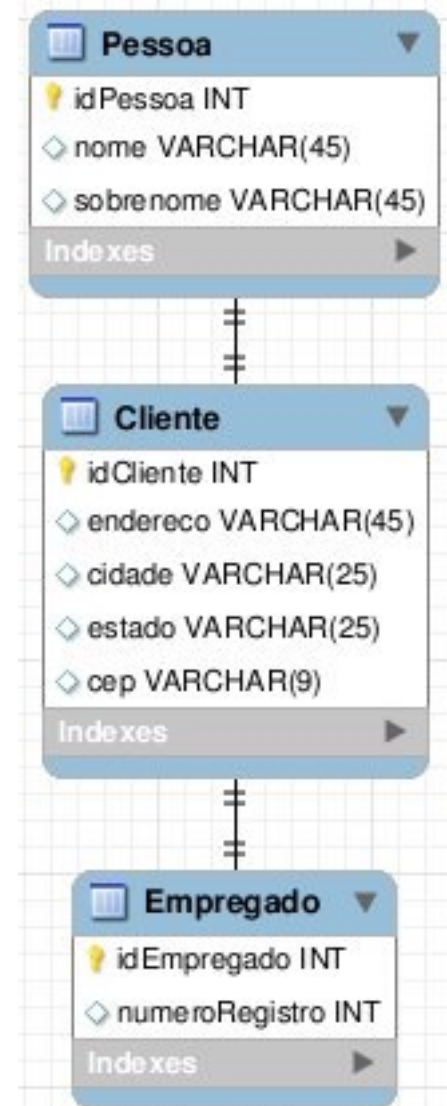 Pessoa
idPessoa INT
nome VARCHAR(45)
sobrenome VARCHAR(45)
Indexes
Cliente
idCliente INT
endereco VARCHAR(45)
cidade VARCHAR(25)
estado VARCHAR(25)
cep VARCHAR(9)
Indexes
Empregado
idEmpregado INT
numeroRegistro INT
Indexes